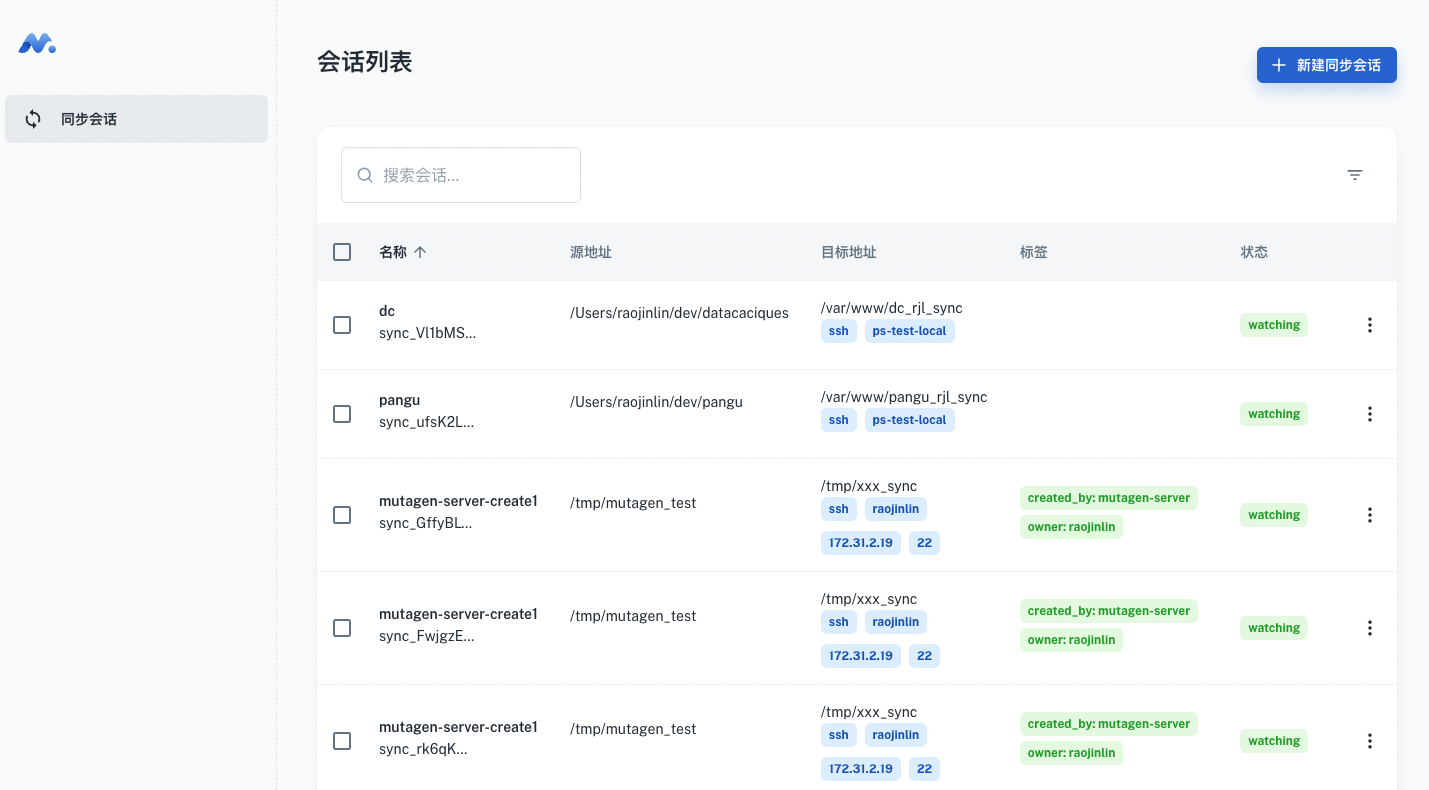 会话列表
新建同步会话
同步会话
搜索会话...
名称 源地址 目标地址 标签 状态
dc
sync_Vl1bMS...
/Users/raojinlin/dev/datacaciques
/var/www/dc_rjl_sync
ssh ps-test-local
watching
pangu
sync_ufsK2L...
/Users/raojinlin/dev/pangu
/var/www/pangu_rjl_sync
ssh ps-test-local
watching
mutagen-server-create1
sync_GffyBL...
/tmp/mutagen_test
/tmp/xxx_sync
ssh raojinlin
172.31.2.19 22
created_by: mutagen-server
owner: raojinlin
watching
mutagen-server-create1
sync_FwjgzE...
/tmp/mutagen_test
/tmp/xxx_sync
ssh raojinlin
172.31.2.19 22
created_by: mutagen-server
owner: raojinlin
watching
mutagen-server-create1
sync_rk6qK...
/tmp/mutagen_test
/tmp/xxx_sync
ssh raojinlin
172.31.2.19 22
created_by: mutagen-server
owner: raojinlin
watching